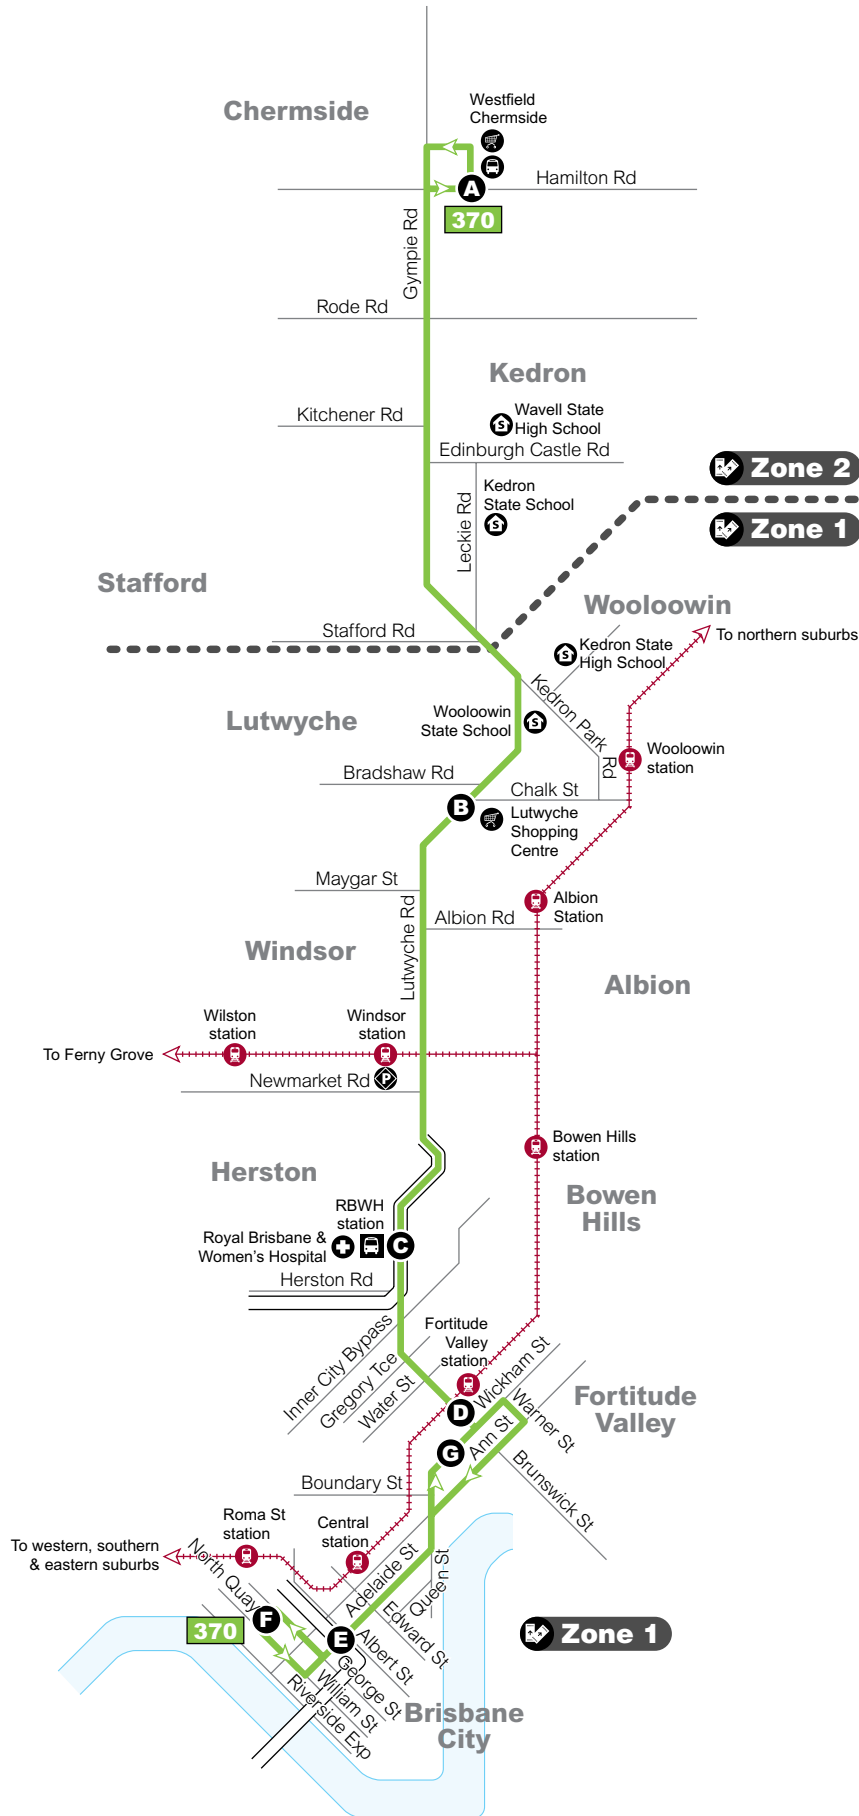 Chermside
Westfield
Chermside
A
Hamilton Rd
370
Gympie Rd
Rode Rd
Kedron
Kitchener Rd
S
Wavell State
High School
Edinburgh Castle Rd
Zone 2
Kedron
State School
S
Leckie Rd
Zone 1
Stafford
Wooloowin
Stafford Rd
To northern suburbs
S
Kedron State
High School
Kedron Park
Rd
Lutwyche
Wooloowin
State School
S
Wooloowin
station
Bradshaw Rd
Chalk St
B
Lutwyche
Shopping
Centre
Maygar St
Albion
Station
Lutwyche Rd
Albion Rd
Windsor
Albion
Wilston
station
Windsor
station
To Ferny Grove
Newmarket Rd
P
Bowen Hills
station
Herston
Bowen
Hills
RBWH
station
Royal Brisbane &
Women's Hospital
C
Herston Rd
Inner City Bypass
Gregory Tce
Water St
Fortitude
Valley
station
Wickham St
D
Warner St
Fortitude
Valley
G
Ann St
Brunswick St
Boundary St
Roma St
station
Central
station
To western, southern
& eastern suburbs
North Quay
Adelaide St
Queen St
Edward St
370
F
E
Albert St
George St
William St
Riverside Exp
Zone 1
Brisbane
City